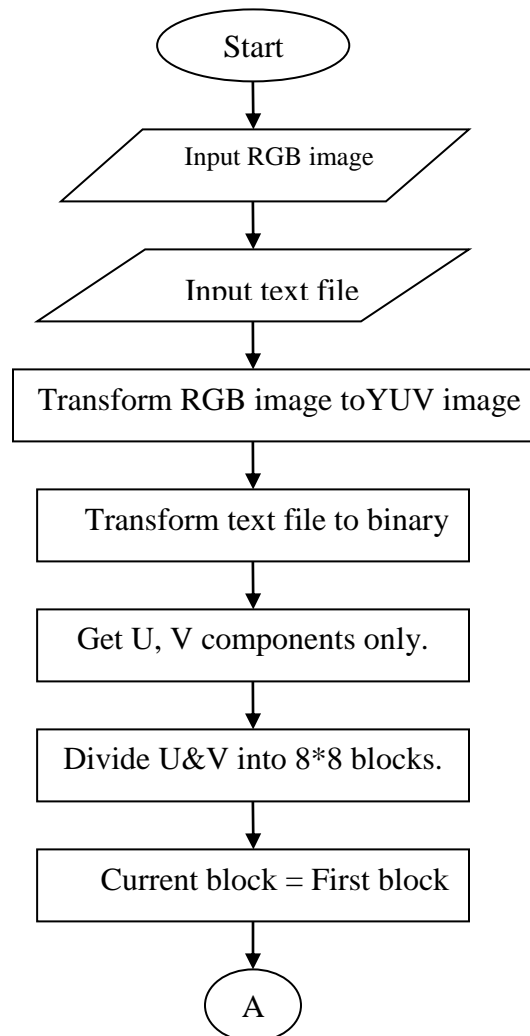 Start
Input RGB image
Input text file
Transform RGB image toYUV image
Transform text file to binary
Get U, V components only.
Divide U&V into 8*8 blocks.
Current block = First block
A